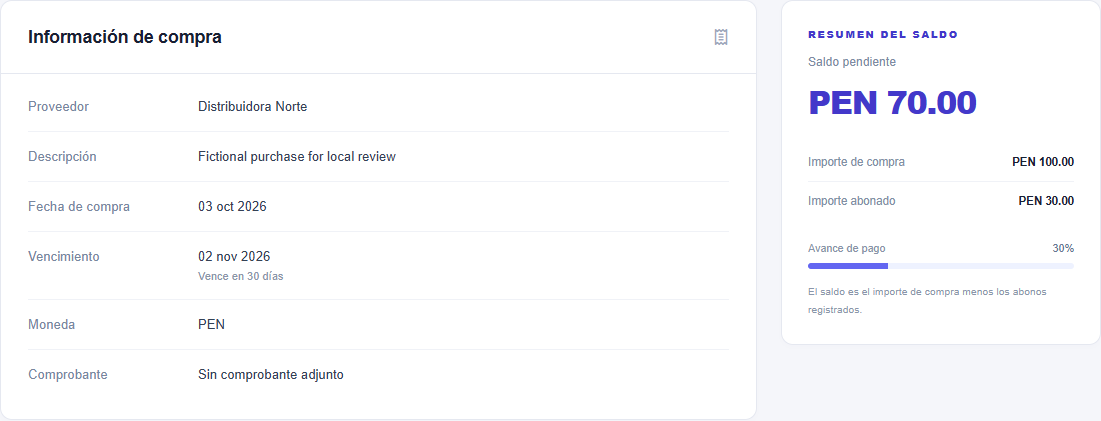 Información de compra
Proveedor Distribuidora Norte
Descripción Fictional purchase for local review
Fecha de compra 03 oct 2026
Vencimiento 02 nov 2026
Vence en 30 días
Moneda PEN
Comprobante Sin comprobante adjunto
RESUMEN DEL SALDO
Saldo pendiente
PEN 70.00
Importe de compra PEN 100.00
Importe abonado PEN 30.00
Avance de pago 30%
El saldo es el importe de compra menos los abonos
registrados.